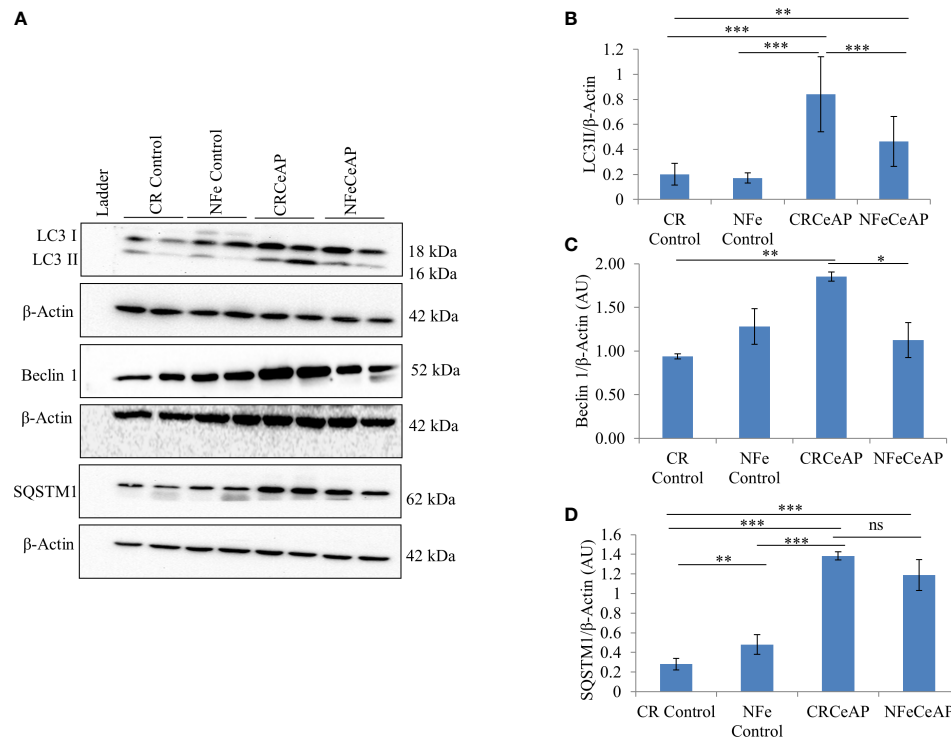 A
Ladder
CR Control
NFe Control
CRCeAP
NFeCeAP
LC3 I
LC3 II
18 kDa
16 kDa
β-Actin
42 kDa
Beclin 1
52 kDa
β-Actin
42 kDa
SQSTM1
62 kDa
β-Actin
42 kDa
B
**
***
***
***
LC3II/β-Actin
1.2
1
0.8
0.6
0.4
0.2
0
CR
Control
NFe
Control
CRCeAP
NFeCeAP
C
**
*
Beclin 1/β-Actin (AU)
2.00
1.50
1.00
0.50
0.00
CR
Control
NFe
Control
CRCeAP
NFeCeAP
D
***
***
ns
***
**
SQSTM1/β-Actin (AU)
1.6
1.4
1.2
1
0.8
0.6
0.4
0.2
0
CR Control
NFe
Control
CRCeAP
NFeCeAP